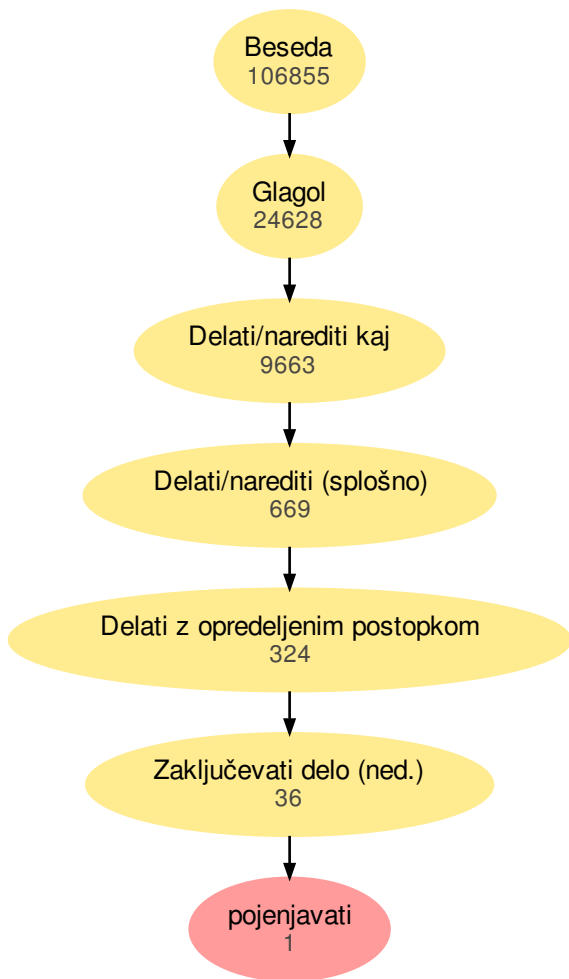 Beseda
106855
Glagol
24628
Delati/narediti kaj
9663
Delati/narediti (splošno)
669
Delati z opredeljenim postopkom
324
Zaključevati delo (ned.)
36
pojenjavati
1